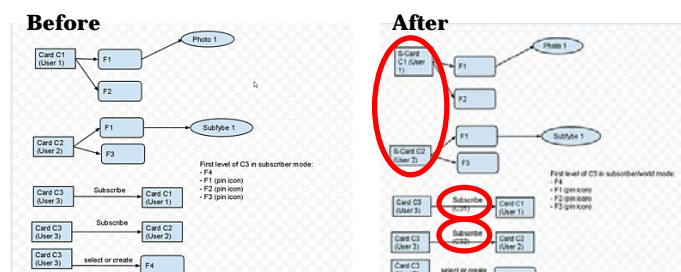 Before
Photo 1
Card C1
(User 1)
F1
F2
Card C2
(User 2)
F1
Subfybe 1
F3
First level of C3 in subscriber mode:
- F4
- F1 (pin icon)
- F2 (pin icon)
- F3 (pin icon)
Card C3
(User 3)
Subscribe
Card C1
(User 1)
Card C3
(User 3)
Subscribe
Card C2
(User 2)
Card C3
(User 3)
select or create
F4
After
Photo 1
S-Card
C1 (User
1)
F1
F2
S-Card C2
(User 2)
F1
Subfybe 1
F3
First level of C3 in subscriber/world mode:
- F4
- F1 (pin icon)
- F2 (pin icon)
- F3 (pin icon)
Card C3
(User 3)
Subscribe
(C31)
Card C1
(User 1)
Card C3
(User 3)
Subscribe
(C32)
Card C2
(User 2)
Card C3
select or create